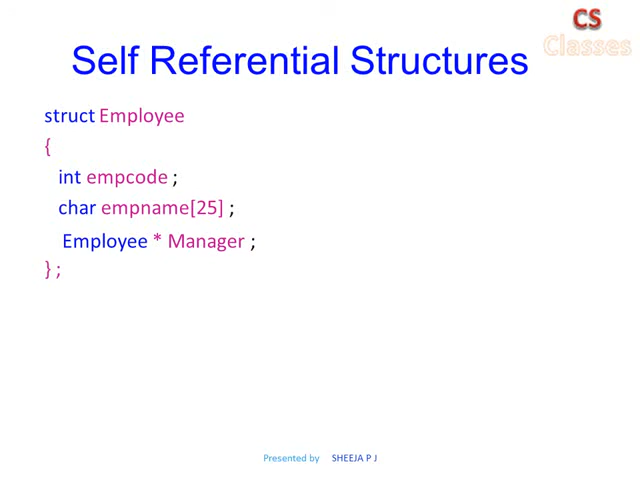 CS
Classes
Self Referential Structures
struct Employee
{
int empcode ;
char empname[25] ;
Employee * Manager ;
} ;
Presented by SHEEJA P J